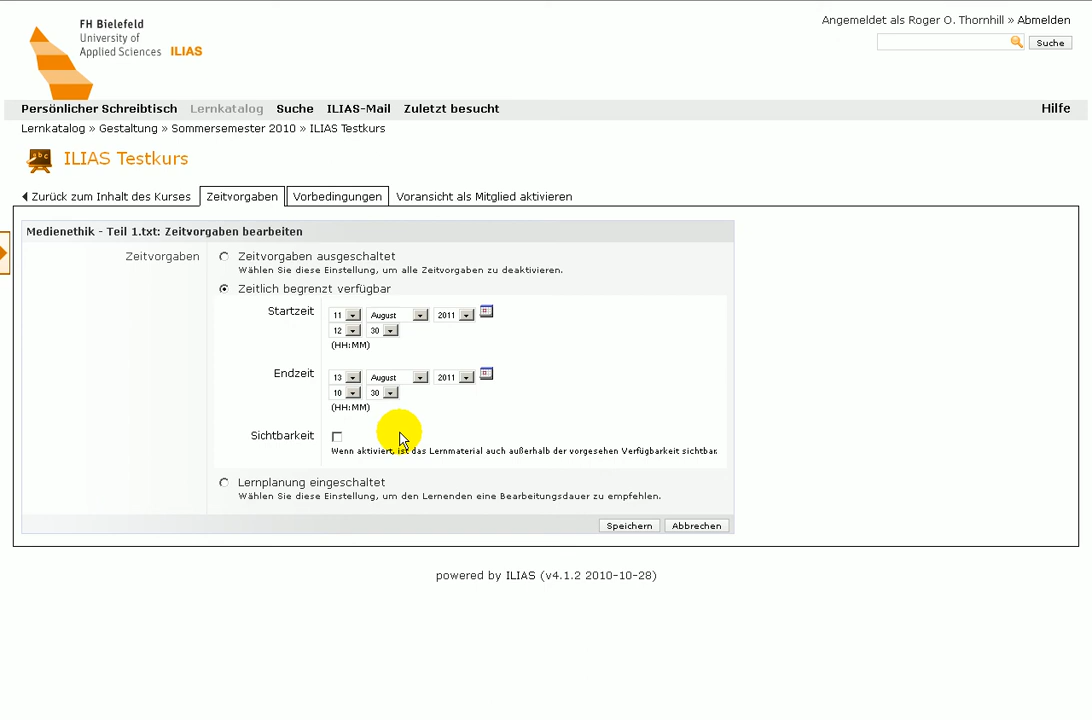 FH Bielefeld
University of
Applied Sciences ILIAS
Angemeldet als Roger O. Thornhill » Abmelden
Suche
Persönlicher Schreibtisch Lernkatalog Suche ILIAS-Mail Zuletzt besucht Hilfe
Lernkatalog » Gestaltung » Sommersemester 2010 » ILIAS Testkurs
abc
ILIAS Testkurs
Zurück zum Inhalt des Kurses Zeitvorgaben Vorbedingungen Voransicht als Mitglied aktivieren
Medienethik - Teil 1.txt: Zeitvorgaben bearbeiten
Zeitvorgaben Zeitvorgaben ausgeschaltet
Wählen Sie diese Einstellung, um alle Zeitvorgaben zu deaktivieren.
Zeitlich begrenzt verfügbar
Startzeit 11 August 2011
12 30
(HH:MM)
Endzeit 13 August 2011
10 30
(HH:MM)
Sichtbarkeit
Wenn aktiviert, ist das Lernmaterial auch außerhalb der vorgesehen Verfügbarkeit sichtbar.
Lernplanung eingeschaltet
Wählen Sie diese Einstellung, um den Lernenden eine Bearbeitungsdauer zu empfehlen.
Speichern Abbrechen
powered by ILIAS (v4.1.2 2010-10-28)